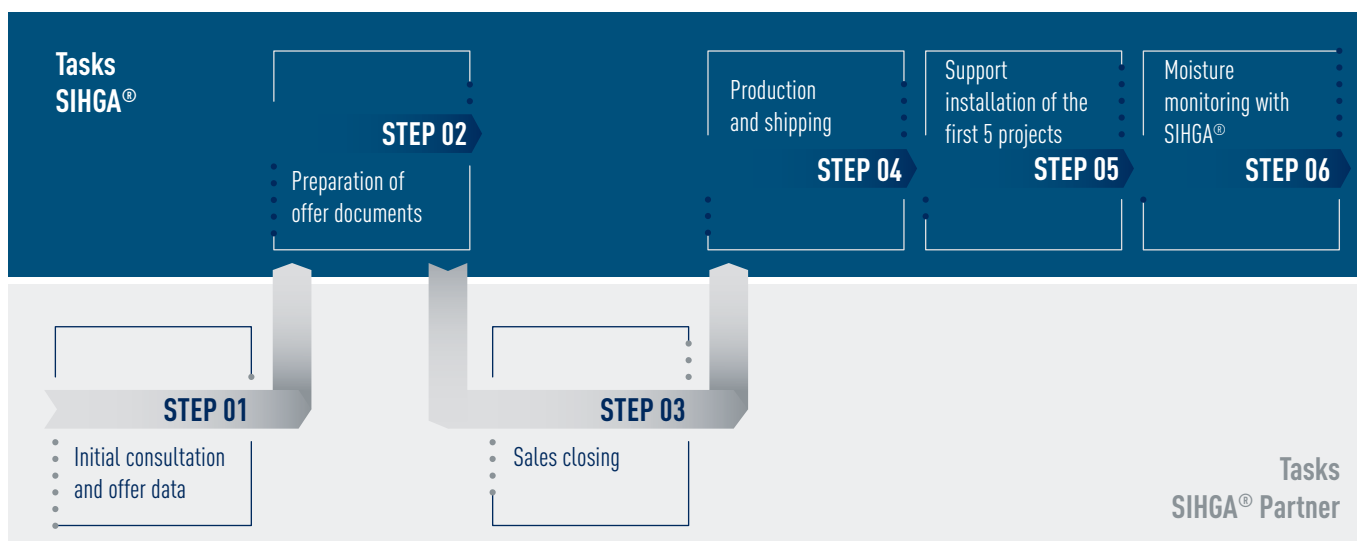 Tasks
SIHGA®
STEP 02
Preparation of
offer documents
Production
and shipping
STEP 04
Support
installation of the
first 5 projects
STEP 05
Moisture
monitoring with
SIHGA®
STEP 06
STEP 01
Initial consultation
and offer data
STEP 03
Sales closing
Tasks
SIHGA® Partner